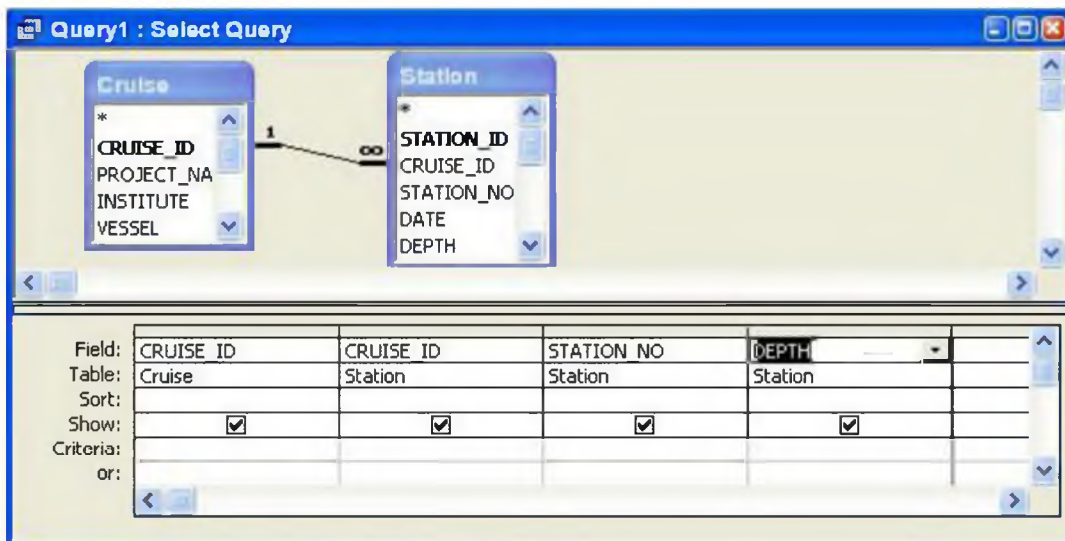 Query1 : Select Query
Cruise
*
CRUISE_ID
PROJECT_NA
INSTITUTE
VESSEL
1
∞
Station
*
STATION_ID
CRUISE_ID
STATION_NO
DATE
DEPTH
Field: CRUISE_ID CRUISE_ID STATION_NO DEPTH
Table: Cruise Station Station Station
Sort:
Show:
Criteria:
or: